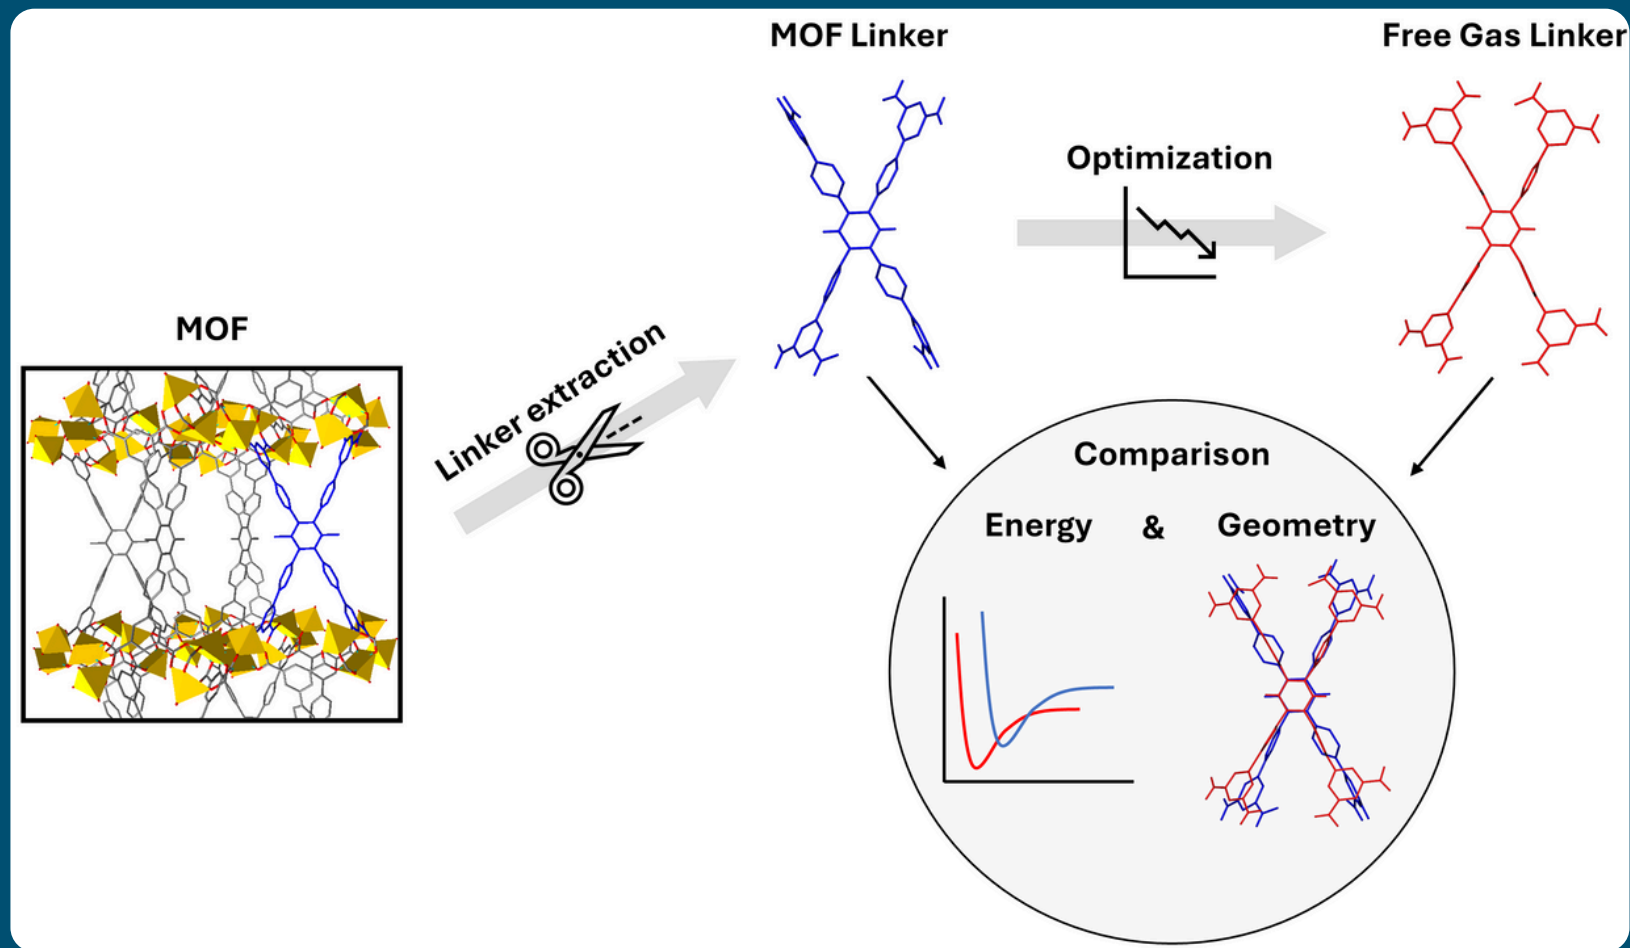 MOF Linker
Free Gas Linker
Optimization
MOF
Linker extraction
Comparison
Energy & Geometry